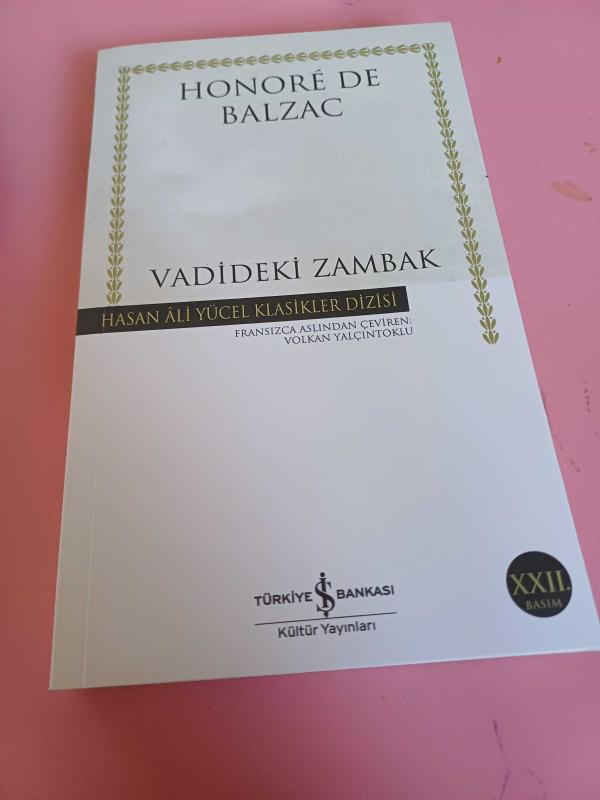 HONORÉ DE
BALZAC
VADİDEKİ ZAMBAK
HASAN ÂLİ YÜCEL KLASİKLER DİZİSİ
FRANSIZCA ASLINDAN ÇEVİREN:
VOLKAN YALÇINTOKLU
TÜRKİYE İŞ BANKASI
Kültür Yayınları
XXII.
BASIM